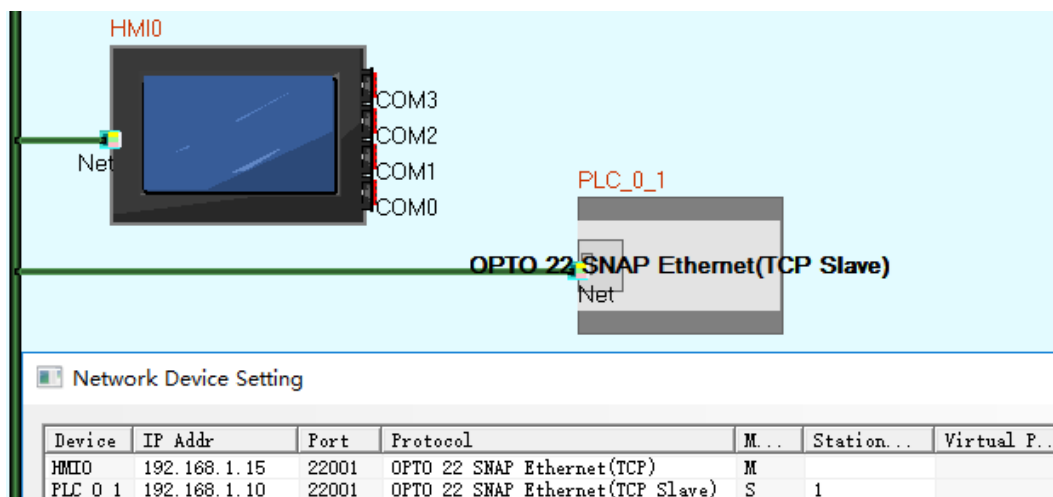 HMI0
COM3
COM2
Net
COM1
PLC_0_1
COM0
OPTO 22 SNAP Ethernet(TCP Slave)
Net
Network Device Setting
Device IP Addr Port Protocol M... Station... Virtual P...
HMI0 192.168.1.15 22001 OPTO 22 SNAP Ethernet(TCP) M
PLC_0_1 192.168.1.10 22001 OPTO 22 SNAP Ethernet(TCP Slave) S 1